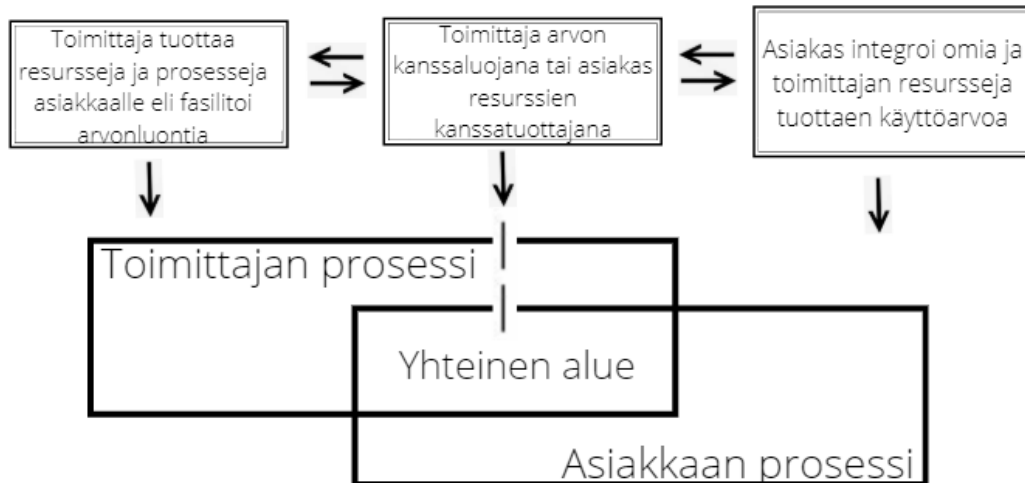 Toimittaja tuottaa
resursseja ja prosesseja
asiakkaalle eli fasilitoi
arvonluontia
Toimittaja arvon
kanssaluojana tai asiakas
resurssien
kanssatuottajana
Asiakas integroi omia ja
toimittajan resursseja
tuottaen käyttöarvoa
Toimittajan prosessi
Yhteinen alue
Asiakkaan prosessi